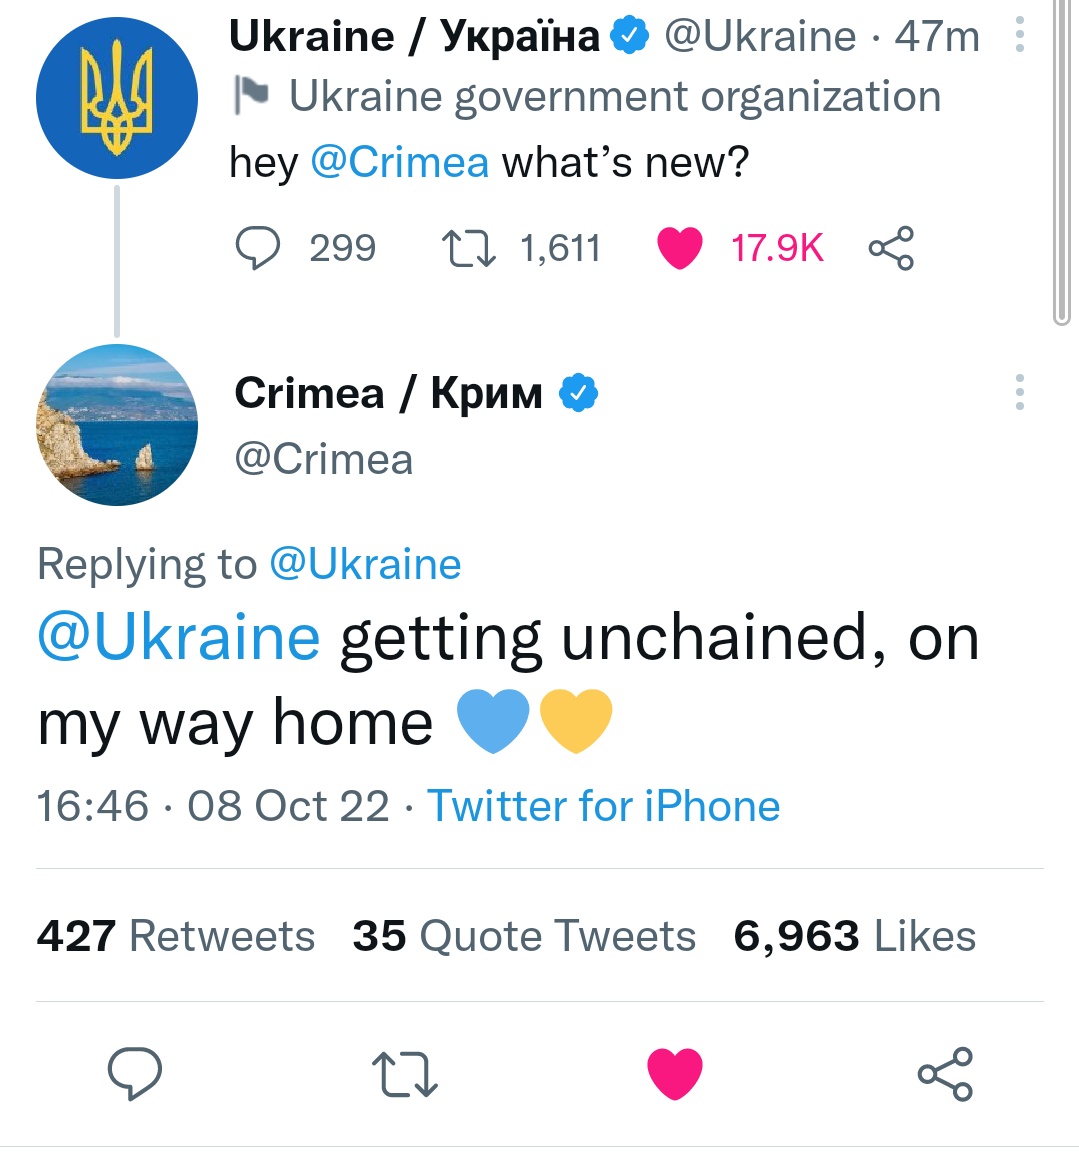 Ukraine / Україна @Ukraine · 47m
Ukraine government organization
hey @Crimea what’s new?
299 1,611 17.9K
Crimea / Крим
@Crimea
Replying to @Ukraine
@Ukraine getting unchained, on
my way home 💙💛
16:46 · 08 Oct 22 · Twitter for iPhone
427 Retweets 35 Quote Tweets 6,963 Likes